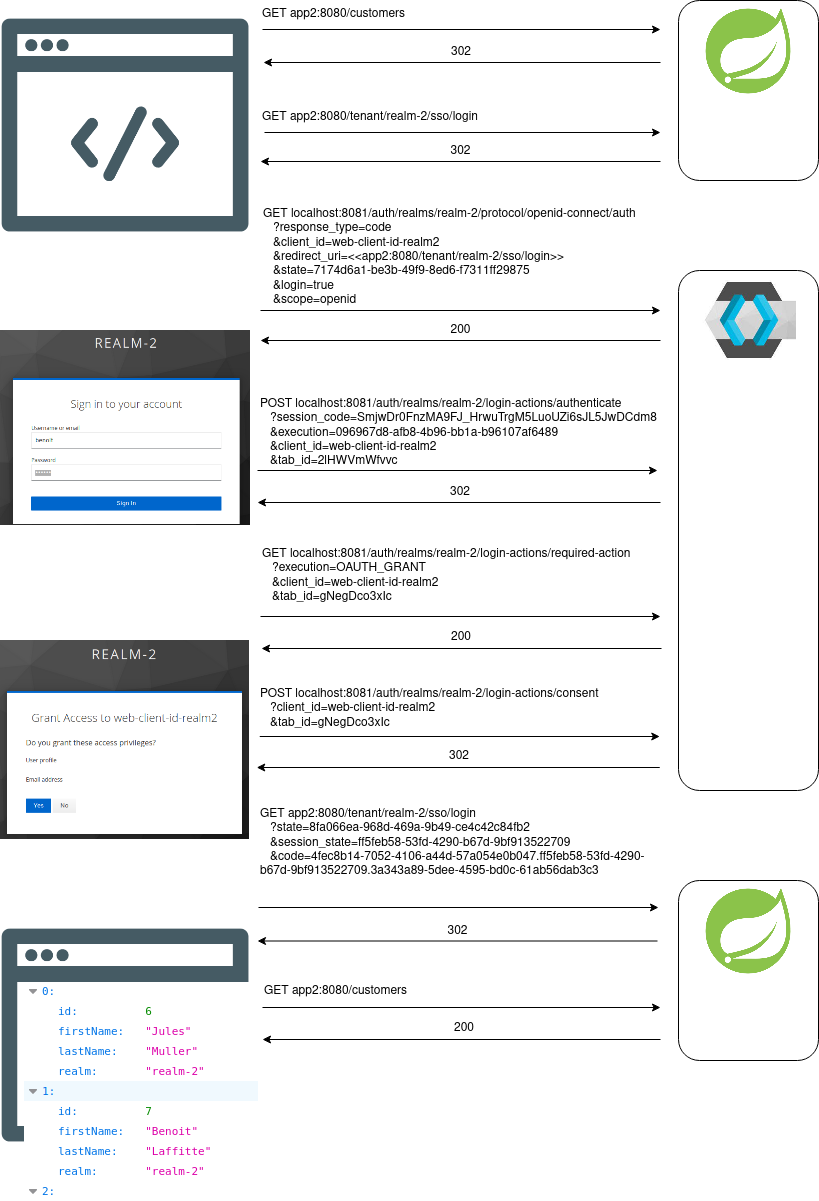 GET app2:8080/customers
302
GET app2:8080/tenant/realm-2/sso/login
302
GET localhost:8081/auth/realms/realm-2/protocol/openid-connect/auth
?response_type=code
&client_id=web-client-id-realm2
&redirect_uri=<<app2:8080/tenant/realm-2/sso/login>>
&state=7174d6a1-be3b-49f9-8ed6-f7311ff29875
&login=true
&scope=openid
200
REALM-2
Sign in to your account
Username or email
benoit
Password
Sign In
POST localhost:8081/auth/realms/realm-2/login-actions/authenticate
?session_code=SmjwDr0FnzMA9FJ_HrwuTrgM5LuoUZi6sJL5JwDCdm8
&execution=096967d8-afb8-4b96-bb1a-b96107af6489
&client_id=web-client-id-realm2
&tab_id=2lHWVmWfvvc
302
GET localhost:8081/auth/realms/realm-2/login-actions/required-action
?execution=OAUTH_GRANT
&client_id=web-client-id-realm2
&tab_id=gNegDco3xIc
200
REALM-2
Grant Access to web-client-id-realm2
Do you grant these access privileges?
User profile
Email address
Yes No
POST localhost:8081/auth/realms/realm-2/login-actions/consent
?client_id=web-client-id-realm2
&tab_id=gNegDco3xIc
302
GET app2:8080/tenant/realm-2/sso/login
?state=8fa066ea-968d-469a-9b49-ce4c42c84fb2
&session_state=ff5feb58-53fd-4290-b67d-9bf913522709
&code=4fec8b14-7052-4106-a44d-57a054e0b047.ff5feb58-53fd-4290-
b67d-9bf913522709.3a343a89-5dee-4595-bd0c-61ab56dab3c3
302
GET app2:8080/customers
200
0:
id: 6
firstName: "Jules"
lastName: "Muller"
realm: "realm-2"
1:
id: 7
firstName: "Benoit"
lastName: "Laffitte"
realm: "realm-2"
2: